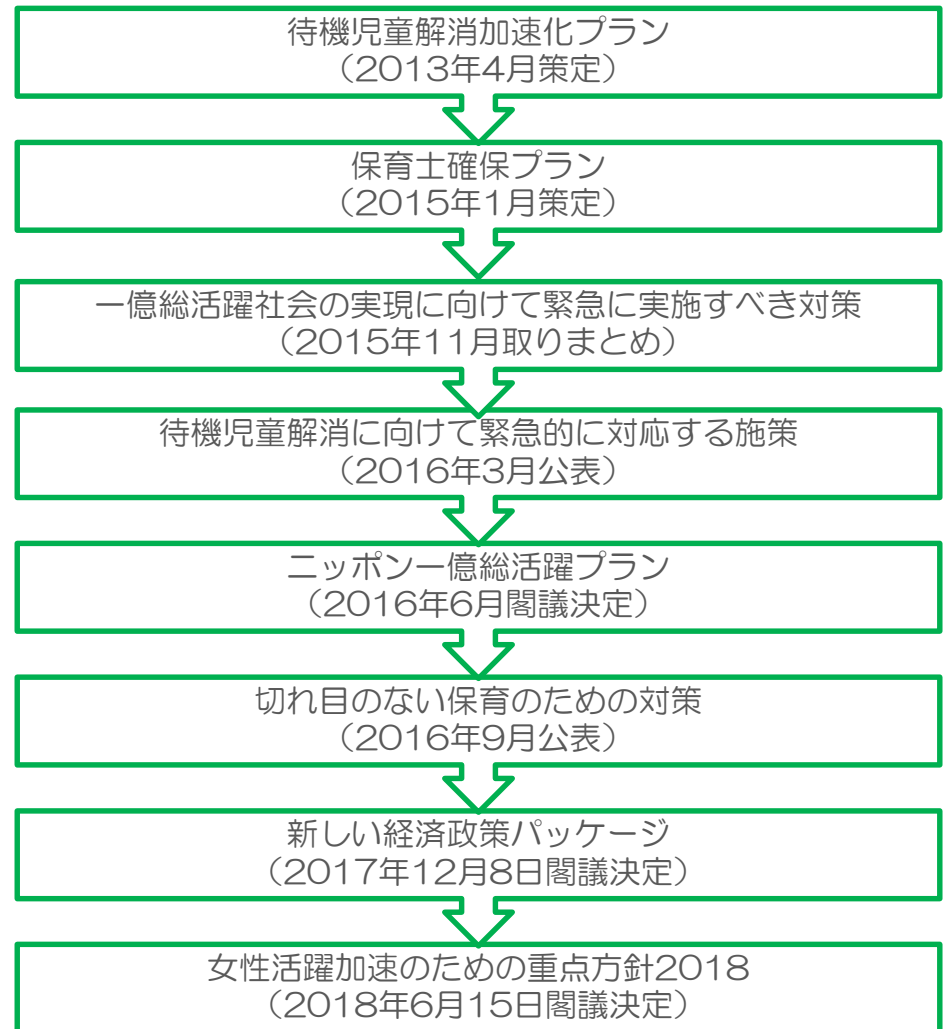 待機児童解消加速化プラン
（2013年4月策定）
保育士確保プラン
（2015年1月策定）
一億総活躍社会の実現に向けて緊急に実施すべき対策
（2015年11月取りまとめ）
待機児童解消に向けて緊急的に対応する施策
（2016年3月公表）
ニッポン一億総活躍プラン
（2016年6月閣議決定）
切れ目のない保育のための対策
（2016年9月公表）
新しい経済政策パッケージ
（2017年12月8日閣議決定）
女性活躍加速のための重点方針2018
（2018年6月15日閣議決定）